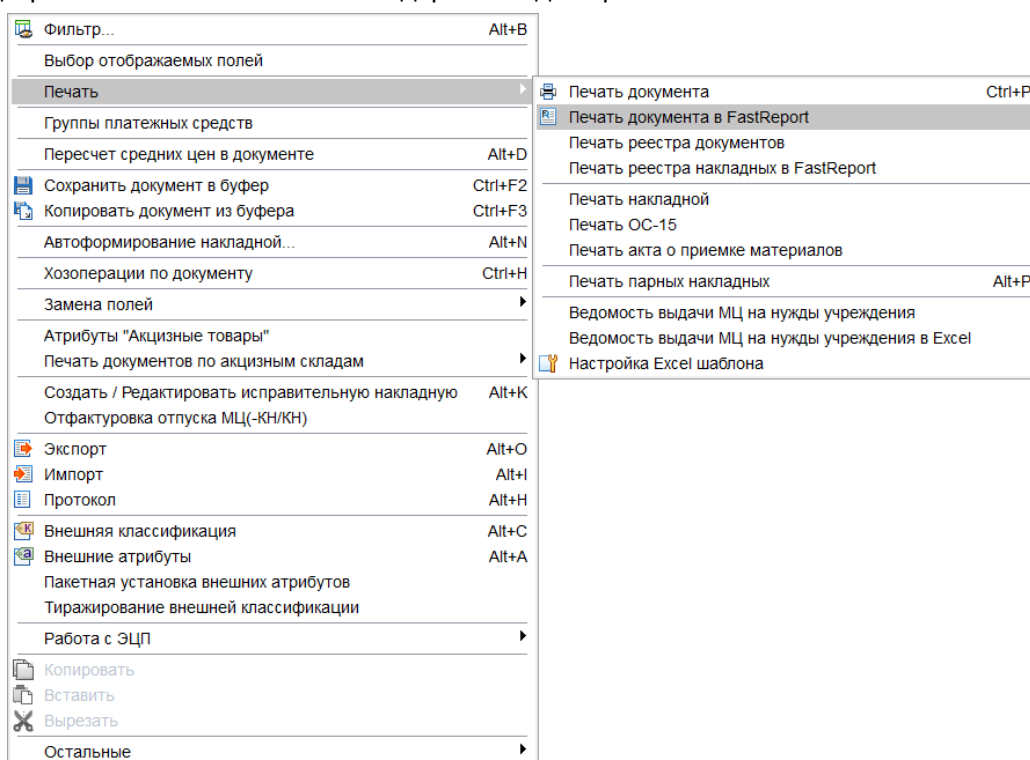 Фильтр... Alt+B
Выбор отображаемых полей
Печать
Группы платежных средств
Пересчет средних цен в документе Alt+D
Сохранить документ в буфер Ctrl+F2
Копировать документ из буфера Ctrl+F3
Автоформирование накладной... Alt+N
Хозоперации по документу Ctrl+H
Замена полей
Атрибуты "Акцизные товары"
Печать документов по акцизным складам
Создать / Редактировать исправительную накладную Alt+K
Отфактуровка отпуска МЦ(-КН/КН)
Экспорт Alt+O
Импорт Alt+I
Протокол Alt+H
Внешняя классификация Alt+C
Внешние атрибуты Alt+A
Пакетная установка внешних атрибутов
Тиражирование внешней классификации
Работа с ЭЦП
Копировать
Вставить
Вырезать
Остальные
Печать документа Ctrl+P
Печать документа в FastReport
Печать реестра документов
Печать реестра накладных в FastReport
Печать накладной
Печать ОС-15
Печать акта о приемке материалов
Печать парных накладных Alt+P
Ведомость выдачи МЦ на нужды учреждения
Ведомость выдачи МЦ на нужды учреждения в Excel
Настройка Excel шаблона